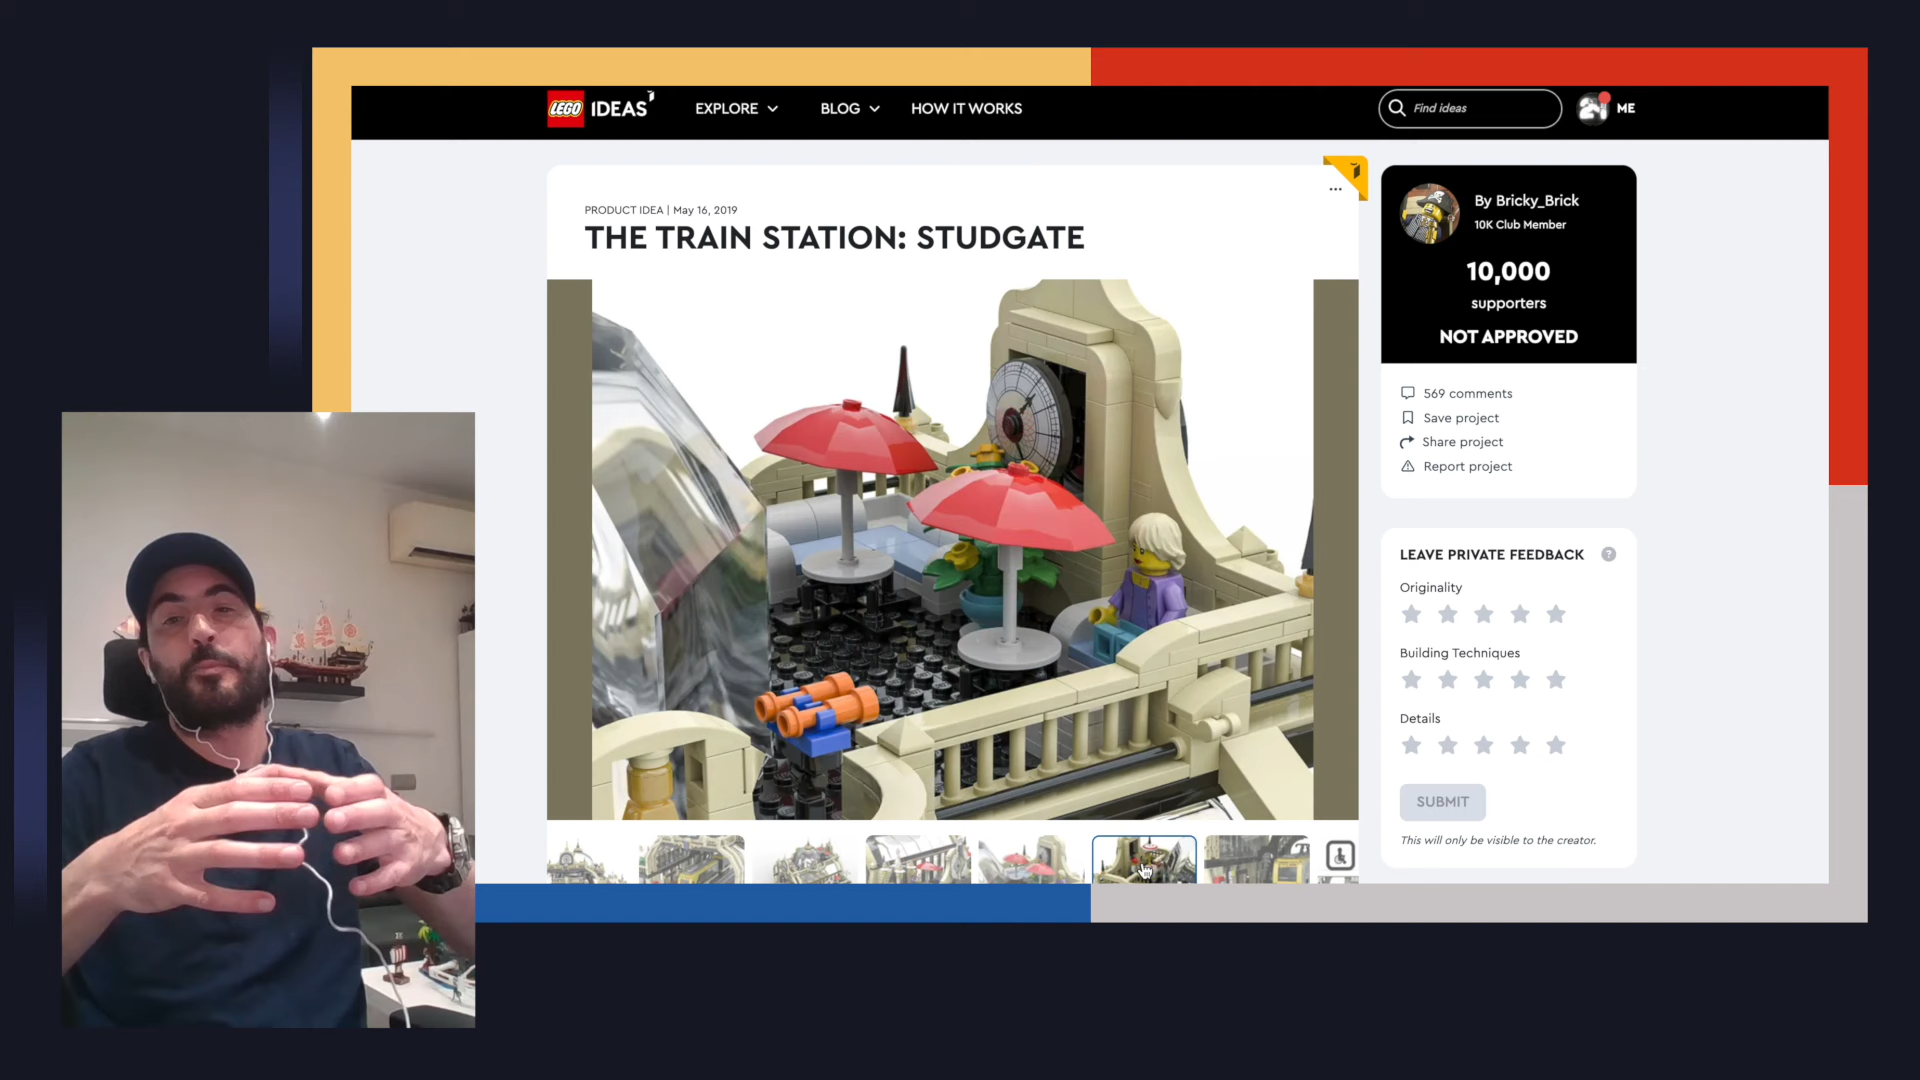 LEGO IDEAS
EXPLORE
BLOG
HOW IT WORKS
Find ideas
21
ME
PRODUCT IDEA | May 16, 2019
THE TRAIN STATION: STUDGATE
...
By Bricky_Brick
10K Club Member
10,000
supporters
NOT APPROVED
569 comments
Save project
Share project
Report project
LEAVE PRIVATE FEEDBACK ?
Originality
Building Techniques
Details
SUBMIT
This will only be visible to the creator.